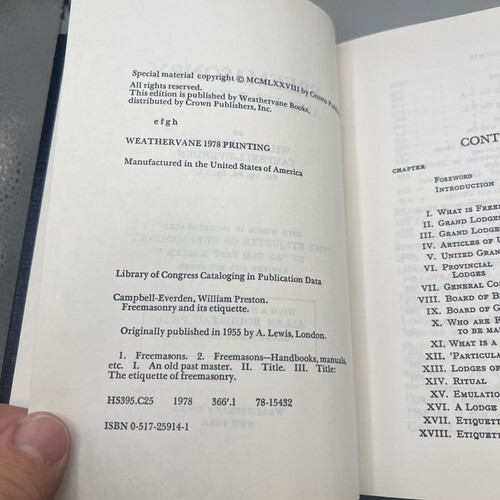 Special material copyright © MCMLXXVIII by Crown
All rights reserved.
This edition is published by Weathervane Books,
distributed by Crown Publishers, Inc.
e f g h
WEATHERVANE 1978 PRINTING
Manufactured in the United States of America
Library of Congress Cataloging in Publication Data
Campbell-Everden, William Preston.
Freemasonry and its etiquette.
Originally published in 1955 by A. Lewis, London.
1. Freemasons. 2. Freemasons—Handbooks, manuals,
etc. I. An old past master. II. Title. III. Title:
The etiquette of freemasonry.
HS395.C25 1978 366'.1 78-15432
ISBN 0-517-25914-1
CONT
CHAPTER
FOREWORD
INTRODUCTION
I. WHAT IS FREE
II. GRAND LODGES
III. GRAND LODGE
IV. ARTICLES OF U
V. UNITED GRAN
VI. PROVINCIAL
LODGES
VII. GENERAL CO
VIII. BOARD OF B
IX. BOARD OF G
X. WHO ARE F
TO BE MA
XI. WHAT IS A
XII. 'PARTICULA
XIII. LODGES OF
XIV. RITUAL
XV. EMULATIO
XVI. A LODGE
XVII. ETIQUET
XVIII. ETIQUET